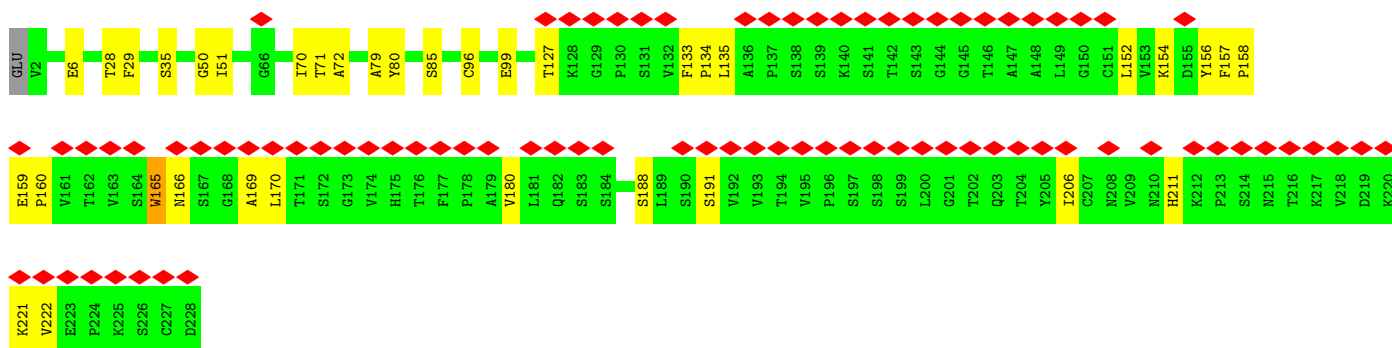 GLU V2 E6 T28 F29 S35 G50 I51 G66 I70 T71 A72 A79 Y80 S85 C96 E99 T127 K128 G129 P130 S131 V132 F133 P134 L135 A136 P137 S138 S139 K140 S141 T142 S143 G144 G145 T146 A147 A148 L149 G150 C151 L152 V153 K154 D155 Y156 F157 P158
E159 P160 V161 T162 V163 S164 W165 N166 S167 G168 A169 L170 T171 S172 G173 V174 H175 T176 F177 P178 A179 V180 L181 Q182 S183 S184 S188 L189 S190 S191 V192 V193 T194 V195 P196 S197 S198 S199 L200 G201 T202 Q203 T204 Y205 I206 C207 N208 V209 N210 H211 K212 P213 S214 N215 T216 K217 V218 D219 K220
K221 V222 E223 P224 K225 S226 C227 D228